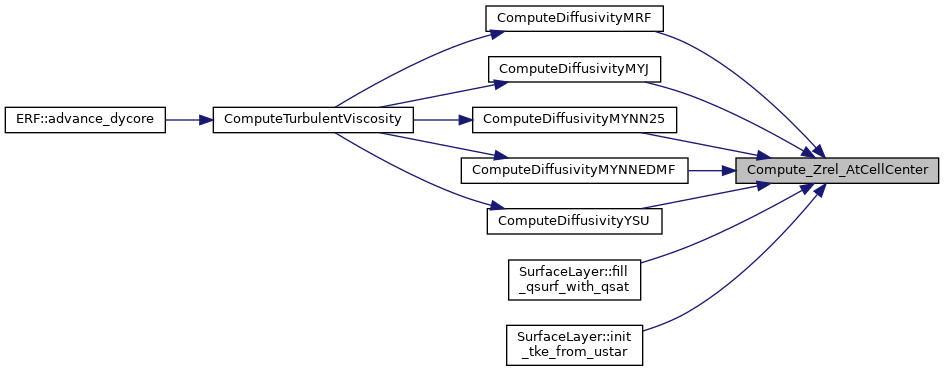 ComputeDiffusivityMRF
ComputeDiffusivityMYJ
ERF::advance_dycore
ComputeTurbulentViscosity
ComputeDiffusivityMYNN25
ComputeDiffusivityMYNNEDMF
Compute_Zrel_AtCellCenter
ComputeDiffusivityYSU
SurfaceLayer::fill
_qsurf_with_qsat
SurfaceLayer::init
_tke_from_ustar